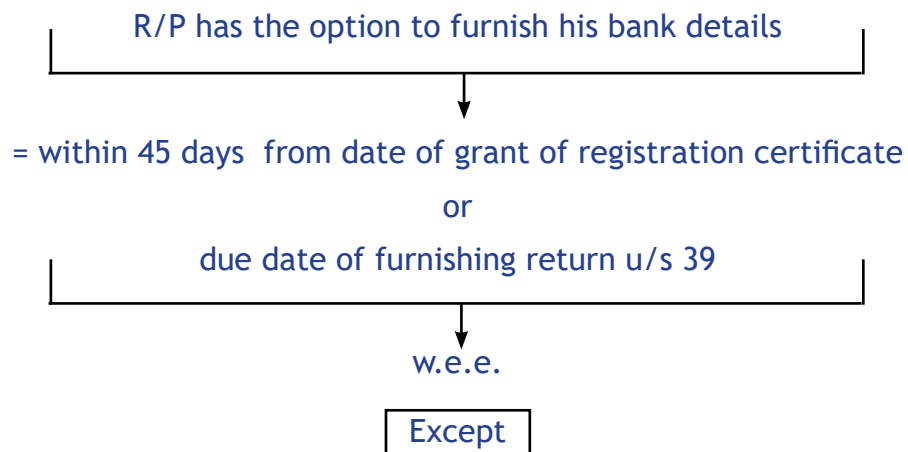 R/P has the option to furnish his bank details
= within 45 days from date of grant of registration certificate
or
due date of furnishing return u/s 39
w.e.e.
Except